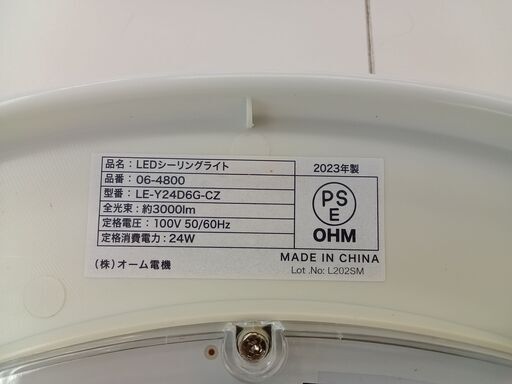 品名：LEDシーリングライト
品番：06-4800
型番：LE-Y24D6G-CZ
全光束：約3000lm
定格電圧：100V 50/60Hz
定格消費電力：24W
(株)オーム電機
2023年製
PS
E
OHM
MADE IN CHINA
Lot .No: L202SM